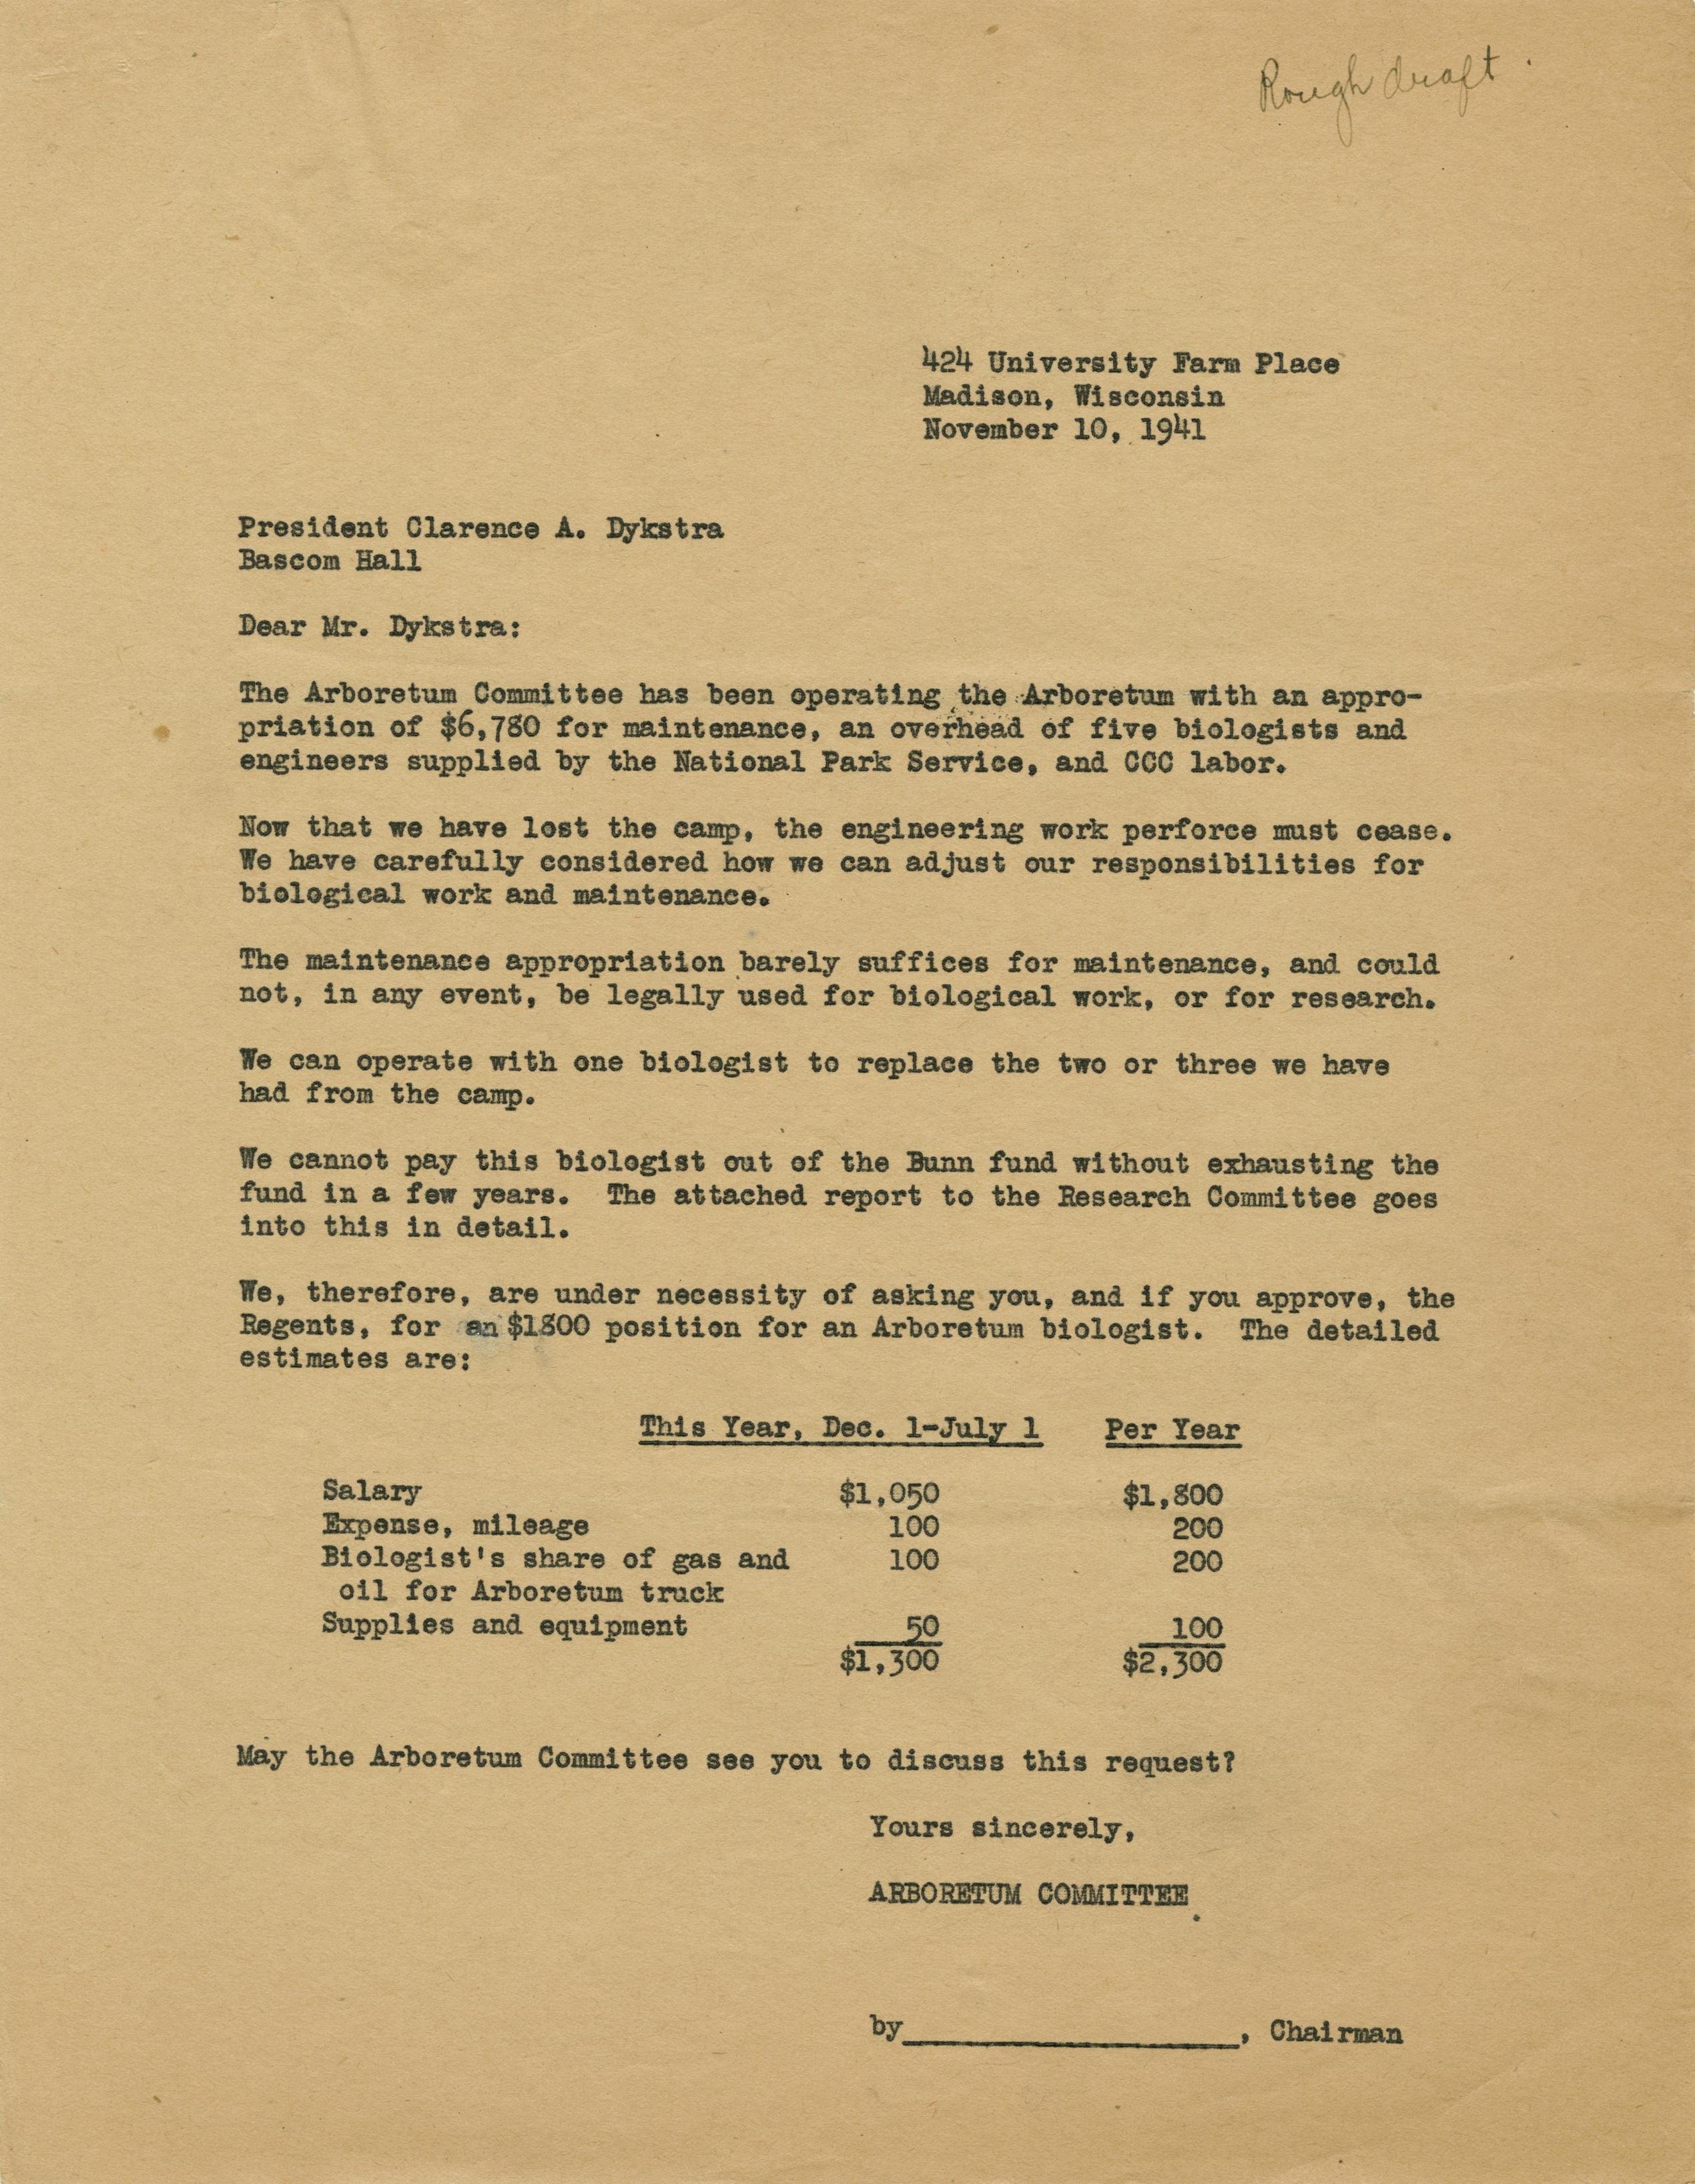 Rough draft.
424 University Farm Place
Madison, Wisconsin
November 10, 1941
President Clarence A. Dykstra
Bascom Hall
Dear Mr. Dykstra:
The Arboretum Committee has been operating the Arboretum with an appro-
priation of $6,780 for maintenance, an overhead of five biologists and
engineers supplied by the National Park Service, and CCC labor.
Now that we have lost the camp, the engineering work perforce must cease.
We have carefully considered how we can adjust our responsibilities for
biological work and maintenance.
The maintenance appropriation barely suffices for maintenance, and could
not, in any event, be legally used for biological work, or for research.
We can operate with one biologist to replace the two or three we have
had from the camp.
We cannot pay this biologist out of the Bunn fund without exhausting the
fund in a few years. The attached report to the Research Committee goes
into this in detail.
We, therefore, are under necessity of asking you, and if you approve, the
Regents, for an $1800 position for an Arboretum biologist. The detailed
estimates are:
This Year, Dec. 1-July 1 Per Year
Salary $1,050 $1,800
Expense, mileage 100 200
Biologist's share of gas and 100 200
oil for Arboretum truck
Supplies and equipment 50 100
$1,300 $2,300
May the Arboretum Committee see you to discuss this request?
Yours sincerely,
ARBORETUM COMMITTEE
by____________________, Chairman